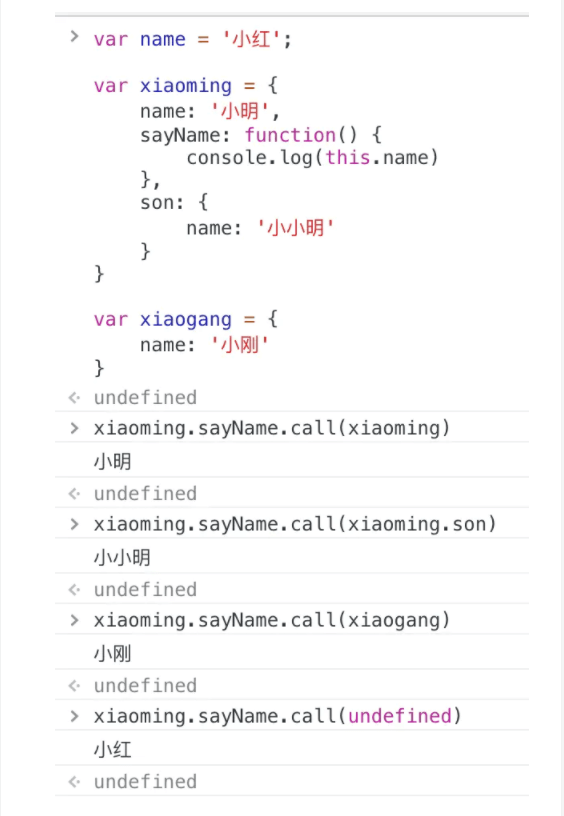 > var name = '小红';
var xiaoming = {
    name: '小明',
    sayName: function() {
        console.log(this.name)
    },
    son: {
        name: '小小明'
    }
}
var xiaogang = {
    name: '小刚'
}
undefined
> xiaoming.sayName.call(xiaoming)
小明
undefined
> xiaoming.sayName.call(xiaoming.son)
小小明
undefined
> xiaoming.sayName.call(xiaogang)
小刚
undefined
> xiaoming.sayName.call(undefined)
小红
undefined